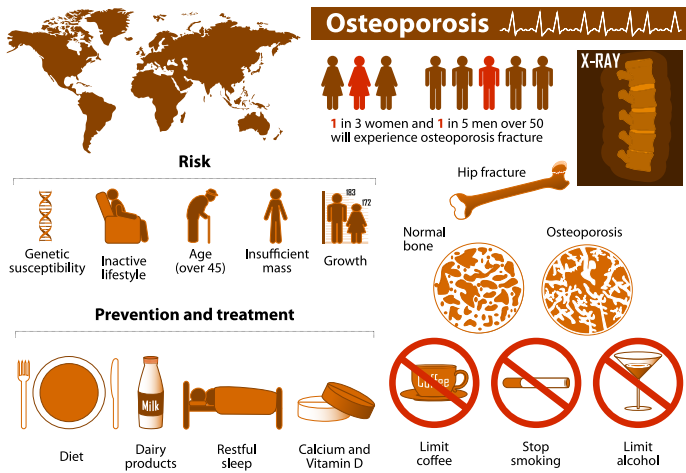 Osteoporosis
X-RAY
1 in 3 women and 1 in 5 men over 50
will experience osteoporosis fracture
Risk
183
172
Genetic
susceptibility
Inactive
lifestyle
Age
(over 45)
Insufficient
mass
Growth
Hip fracture
Normal
bone
Osteoporosis
Prevention and treatment
Milk
Coffee
Diet
Dairy
products
Restful
sleep
Calcium and
Vitamin D
Limit
coffee
Stop
smoking
Limit
alcohol